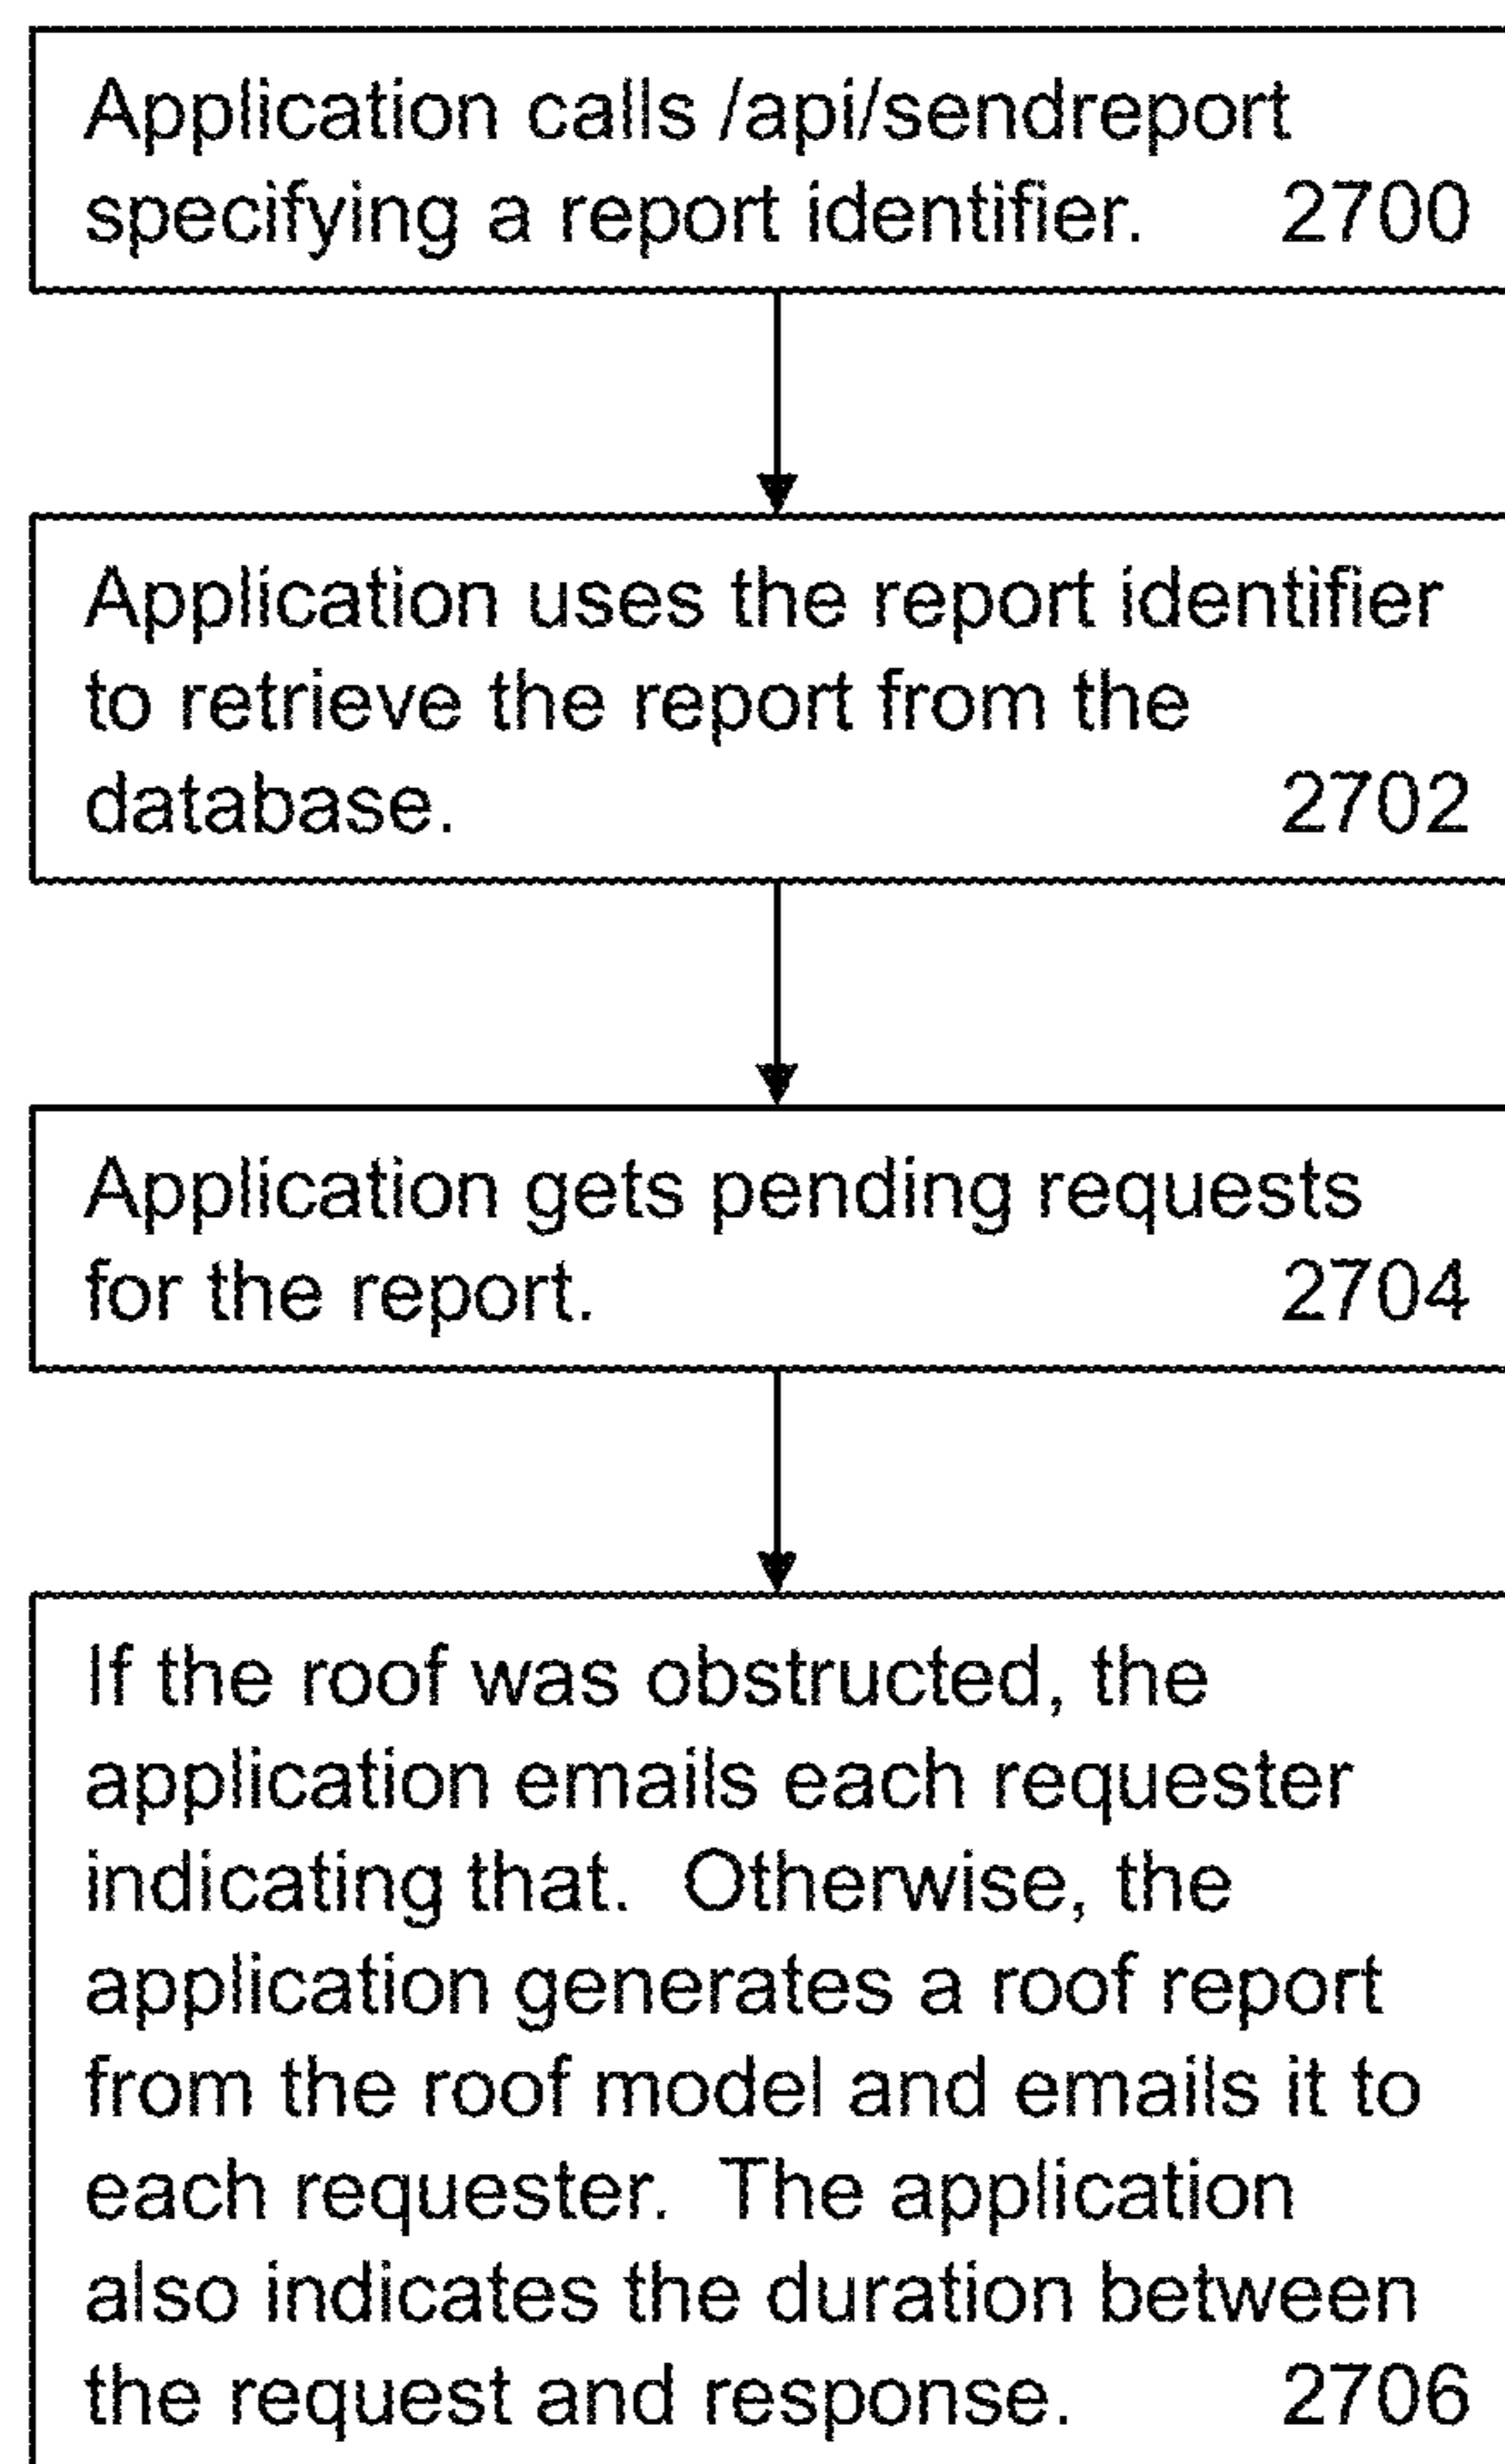 Application calls /api/sendreport
specifying a report identifier. 2700
Application uses the report identifier
to retrieve the report from the
database. 2702
Application gets pending requests
for the report. 2704
If the roof was obstructed, the
application emails each requester
indicating that. Otherwise, the
application generates a roof report
from the roof model and emails it to
each requester. The application
also indicates the duration between
the request and response. 2706